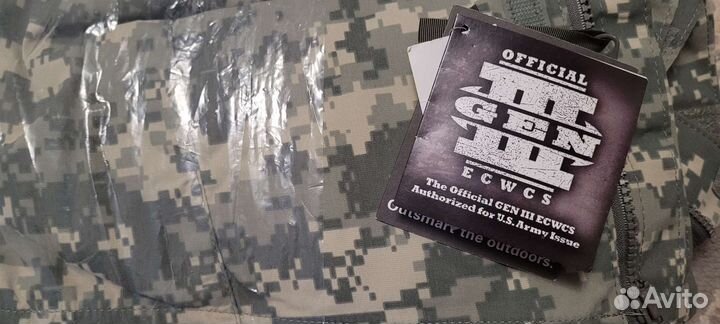 OFFICIAL
III
GEN
III
ECWCS
The Official GEN III ECWCS
Authorized for U.S. Army Issue
Outsmart the outdoors.
Avito